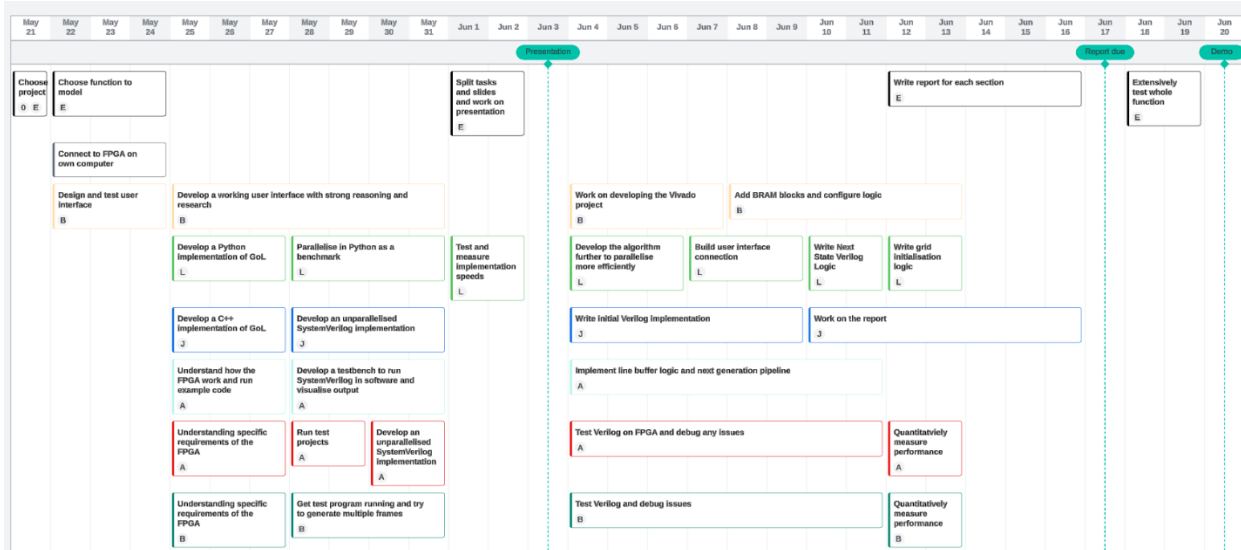 May 21 May 22 May 23 May 24 May 25 May 26 May 27 May 28 May 29 May 30 May 31 Jun 1 Jun 2 Jun 3 Jun 4 Jun 5 Jun 6 Jun 7 Jun 8 Jun 9 Jun 10 Jun 11 Jun 12 Jun 13 Jun 14 Jun 15 Jun 16 Jun 17 Jun 18 Jun 19 Jun 20
Presentation
Report due
Demo
Choose
project
0 E
Choose function to
model
E
Split tasks
and slides
and work on
presentation
E
Write report for each section
E
Extensively
test whole
function
E
Connect to FPGA on
own computer
Design and test user
interface
B
Develop a working user interface with strong reasoning and
research
B
Work on developing the Vivado
project
B
Add BRAM blocks and configure logic
B
Develop a Python
implementation of GoL
L
Parallelise in Python as a
benchmark
L
Test and
measure
implementation
speeds
L
Develop the algorithm
further to parallelise
more efficiently
L
Build user interface
connection
L
Write Next
State Verilog
Logic
L
Write grid
initialisation
logic
L
Develop a C++
implementation of GoL
J
Develop an unparallelised
SystemVerilog implementation
J
Write initial Verilog implementation
J
Work on the report
J
Understand how the
FPGA work and run
example code
A
Develop a testbench to run
SystemVerilog in software and
visualise output
A
Implement line buffer logic and next generation pipeline
A
Understanding specific
requirements of the
FPGA
A
Run test
projects
A
Develop an
unparallelised
SystemVerilog
implementation
A
Test Verilog on FPGA and debug any issues
A
Quantitatviely
measure
performance
A
Understanding specific
requirements of the
FPGA
B
Get test program running and try
to generate multiple frames
B
Test Verilog and debug issues
B
Quantitatively
measure
performance
B